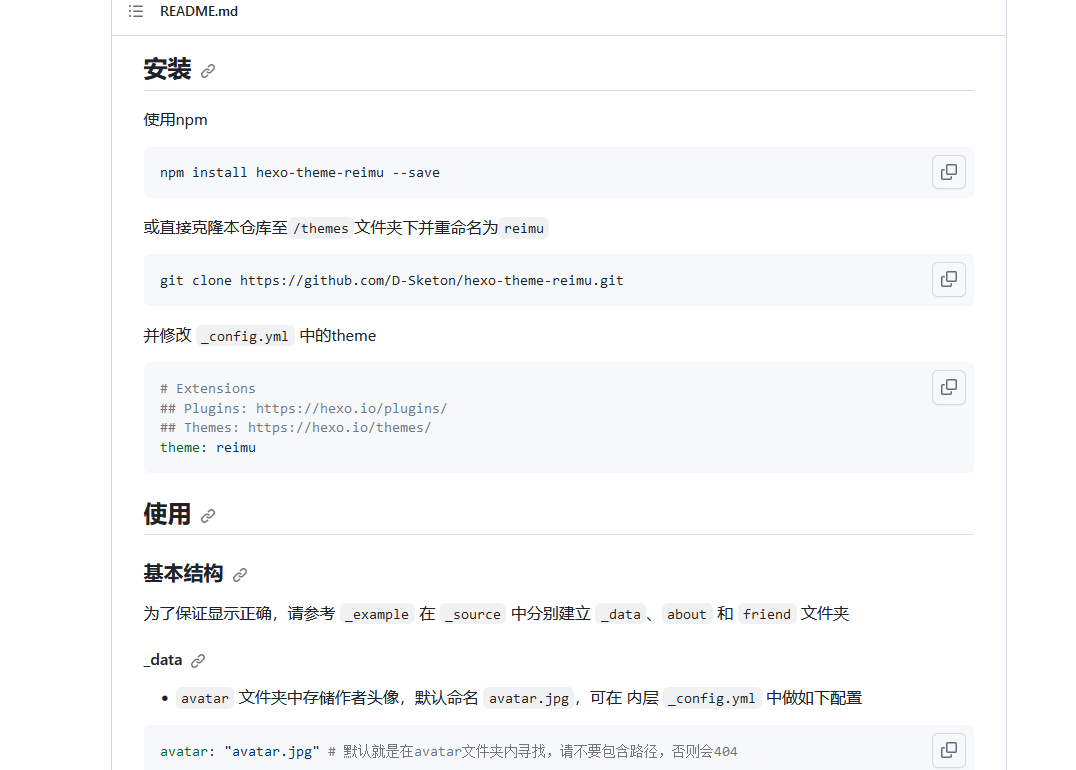 README.md
安装
使用npm
npm install hexo-theme-reimu --save
或直接克隆本仓库至 /themes 文件夹下并重命名为 reimu
git clone https://github.com/D-Sketon/hexo-theme-reimu.git
并修改 _config.yml 中的theme
# Extensions
## Plugins: https://hexo.io/plugins/
## Themes: https://hexo.io/themes/
theme: reimu
使用
基本结构
为了保证显示正确，请参考 _example 在 _source 中分别建立 _data 、 about 和 friend 文件夹
_data
• avatar 文件夹中存储作者头像，默认命名 avatar.jpg ，可在 内层 _config.yml 中做如下配置
avatar: "avatar.jpg" # 默认就是在avatar文件夹内寻找，请不要包含路径，否则会404